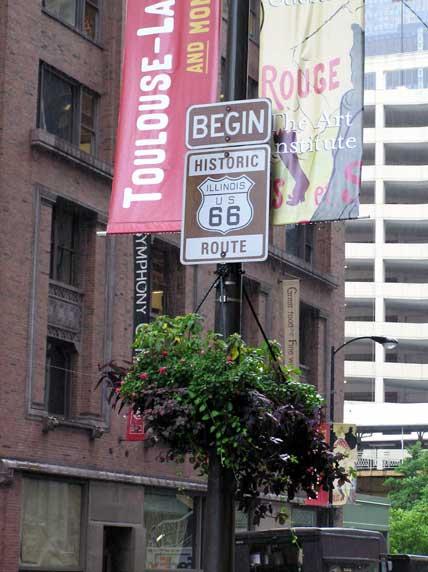 TOULOUSE-LA
AND MO
ROUGE
The Art
Institute
BEGIN
HISTORIC
ILLINOIS
US
66
ROUTE
SYMPHONY